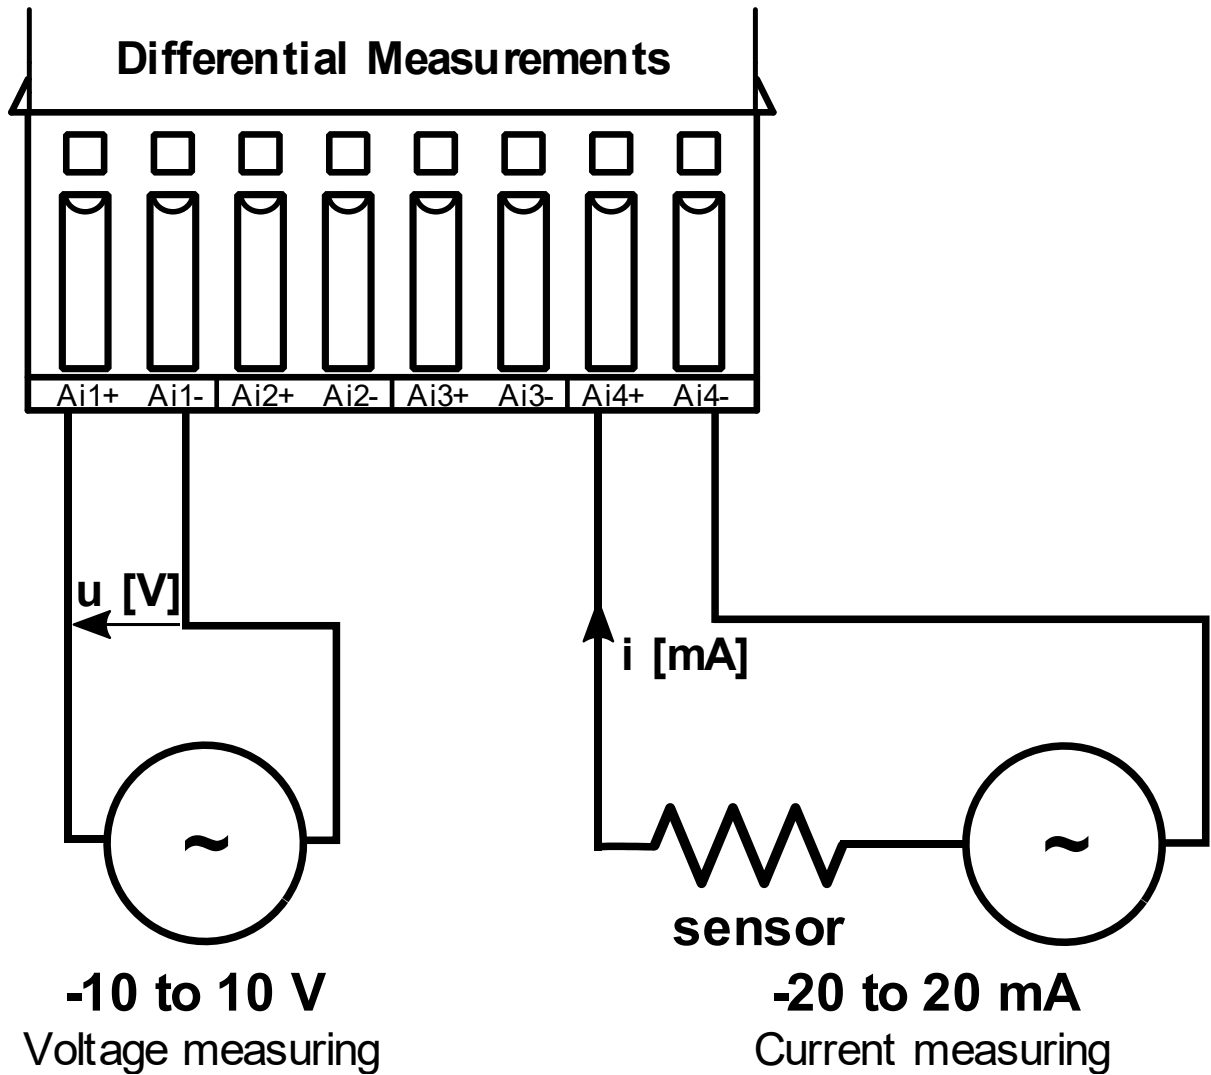 Differential Measurements
Ai1+ Ai1- Ai2+ Ai2- Ai3+ Ai3- Ai4+ Ai4-
u [V]
i [mA]
~ ~
sensor
-10 to 10 V
Voltage measuring
-20 to 20 mA
Current measuring